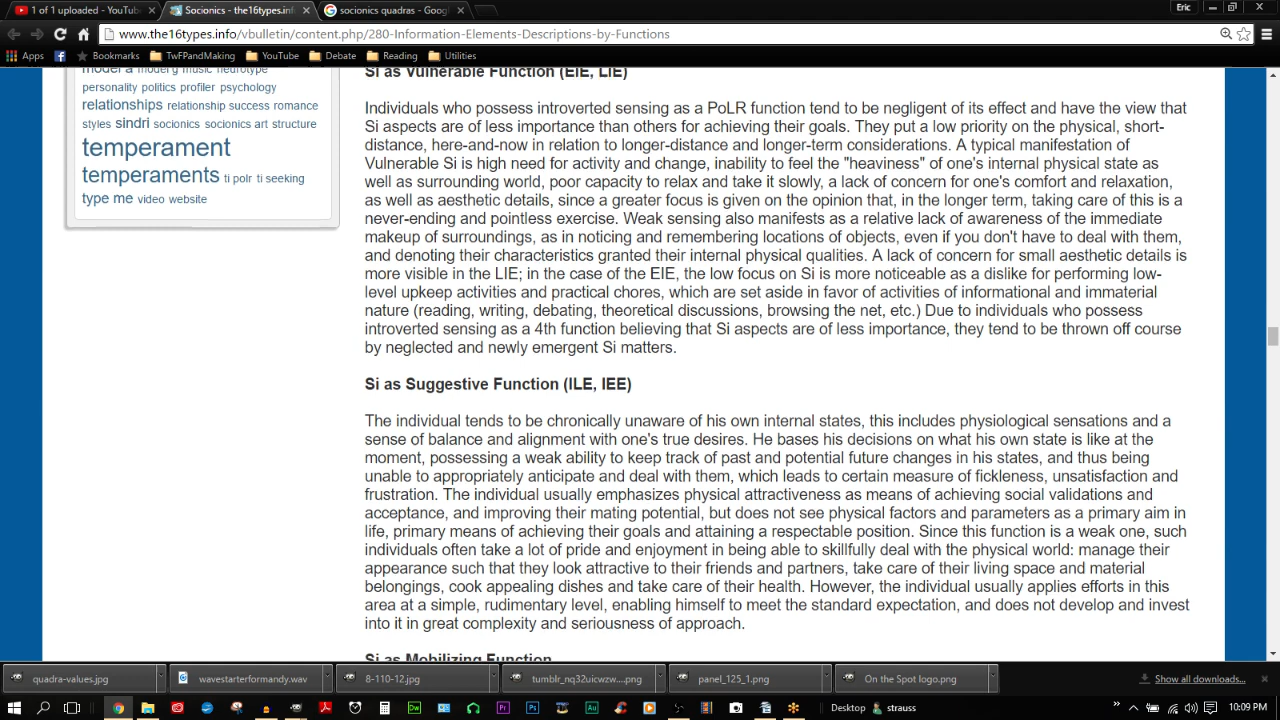 1 of 1 uploaded - YouTub
Socionics - the16types.inf
socionics quadras - Goog
Eric
www.the16types.info/vbulletin/content.php/280-Information-Elements-Descriptions-by-Functions
Apps
Bookmarks
TwFPandMaking
YouTube
Debate
Reading
Utilities
model a model g music neurotype
personality politics profiler psychology
relationships relationship success romance
styles sindri socionics socionics art structure
temperament
temperaments ti polr ti seeking
type me video website
Si as Vulnerable Function (EIE, LIE)
Individuals who possess introverted sensing as a PoLR function tend to be negligent of its effect and have the view that
Si aspects are of less importance than others for achieving their goals. They put a low priority on the physical, short-
distance, here-and-now in relation to longer-distance and longer-term considerations. A typical manifestation of
Vulnerable Si is high need for activity and change, inability to feel the "heaviness" of one's internal physical state as
well as surrounding world, poor capacity to relax and take it slowly, a lack of concern for one's comfort and relaxation,
as well as aesthetic details, since a greater focus is given on the opinion that, in the longer term, taking care of this is a
never-ending and pointless exercise. Weak sensing also manifests as a relative lack of awareness of the immediate
makeup of surroundings, as in noticing and remembering locations of objects, even if you don't have to deal with them,
and denoting their characteristics granted their internal physical qualities. A lack of concern for small aesthetic details is
more visible in the LIE; in the case of the EIE, the low focus on Si is more noticeable as a dislike for performing low-
level upkeep activities and practical chores, which are set aside in favor of activities of informational and immaterial
nature (reading, writing, debating, theoretical discussions, browsing the net, etc.) Due to individuals who possess
introverted sensing as a 4th function believing that Si aspects are of less importance, they tend to be thrown off course
by neglected and newly emergent Si matters.
Si as Suggestive Function (ILE, IEE)
The individual tends to be chronically unaware of his own internal states, this includes physiological sensations and a
sense of balance and alignment with one's true desires. He bases his decisions on what his own state is like at the
moment, possessing a weak ability to keep track of past and potential future changes in his states, and thus being
unable to appropriately anticipate and deal with them, which leads to certain measure of fickleness, unsatisfaction and
frustration. The individual usually emphasizes physical attractiveness as means of achieving social validations and
acceptance, and improving their mating potential, but does not see physical factors and parameters as a primary aim in
life, primary means of achieving their goals and attaining a respectable position. Since this function is a weak one, such
individuals often take a lot of pride and enjoyment in being able to skillfully deal with the physical world: manage their
appearance such that they look attractive to their friends and partners, take care of their living space and material
belongings, cook appealing dishes and take care of their health. However, the individual usually applies efforts in this
area at a simple, rudimentary level, enabling himself to meet the standard expectation, and does not develop and invest
into it in great complexity and seriousness of approach.
Si as Mobilizing Function
quadra-values.jpg
wavestarterformandy.wav
8-110-12.jpg
tumblr_nq32uicwzw....png
panel_125_1.png
On the Spot logo.png
Show all downloads...
Dw
Pr
Ps
Au
Desktop
strauss
10:09 PM